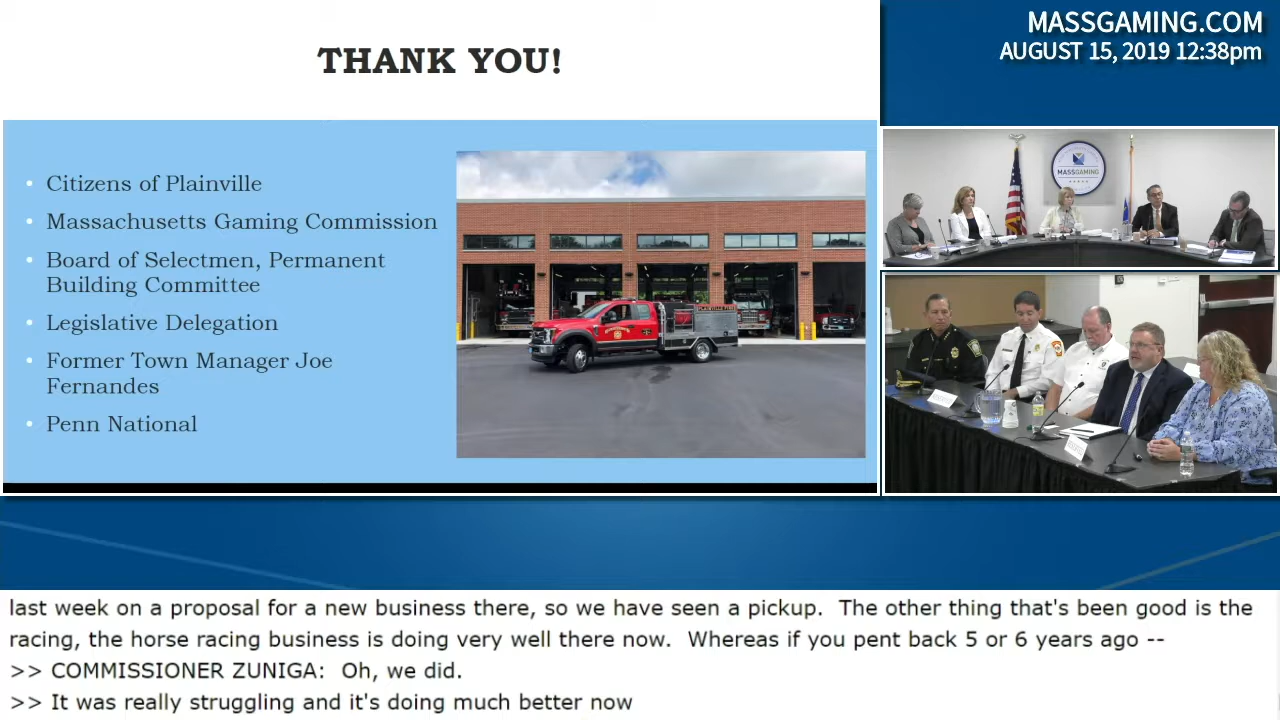 THANK YOU!
• Citizens of Plainville
• Massachusetts Gaming Commission
• Board of Selectmen, Permanent
Building Committee
• Legislative Delegation
• Former Town Manager Joe
Fernandes
• Penn National
MASSGAMING.COM
AUGUST 15, 2019 12:38pm
MASSGAMING
last week on a proposal for a new business there, so we have seen a pickup.  The other thing that's been good is the
racing, the horse racing business is doing very well there now.  Whereas if you pent back 5 or 6 years ago --
>> COMMISSIONER ZUNIGA:  Oh, we did.
>> It was really struggling and it's doing much better now